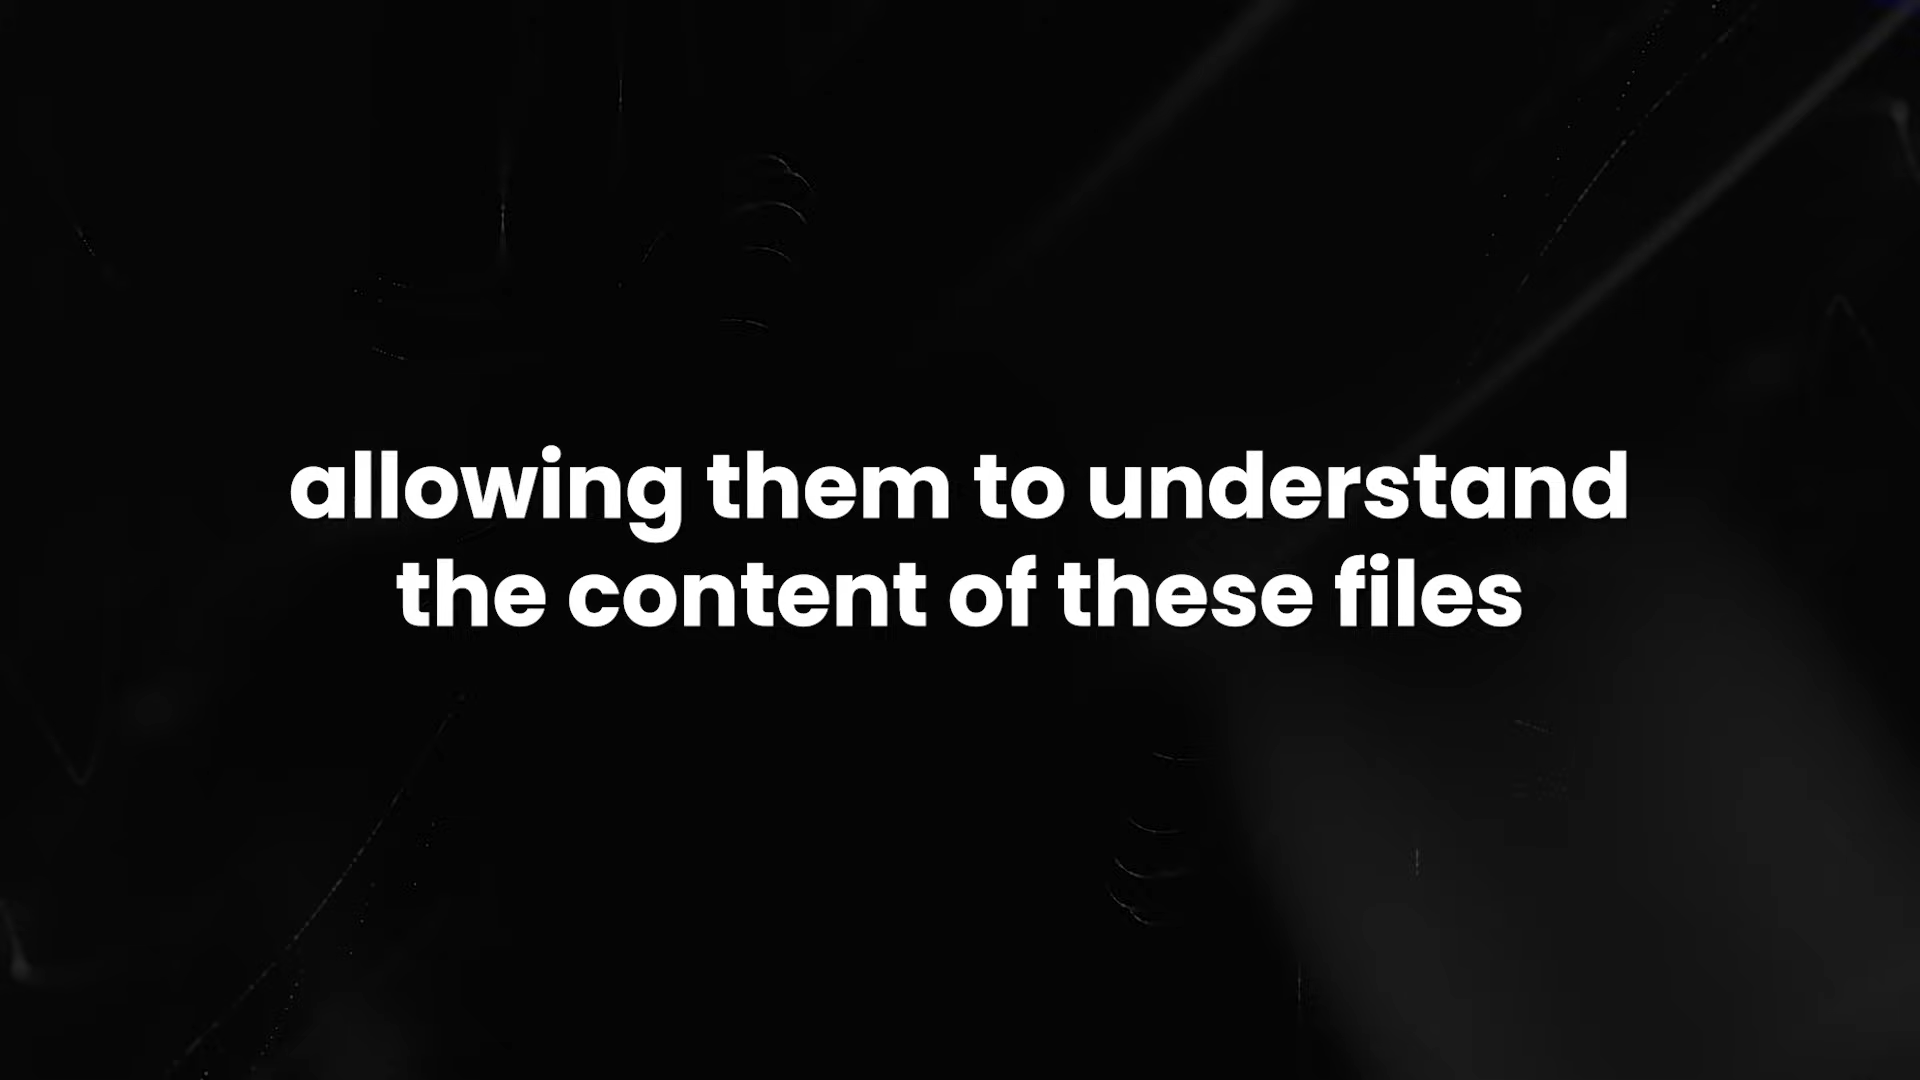 allowing them to understand
the content of these files